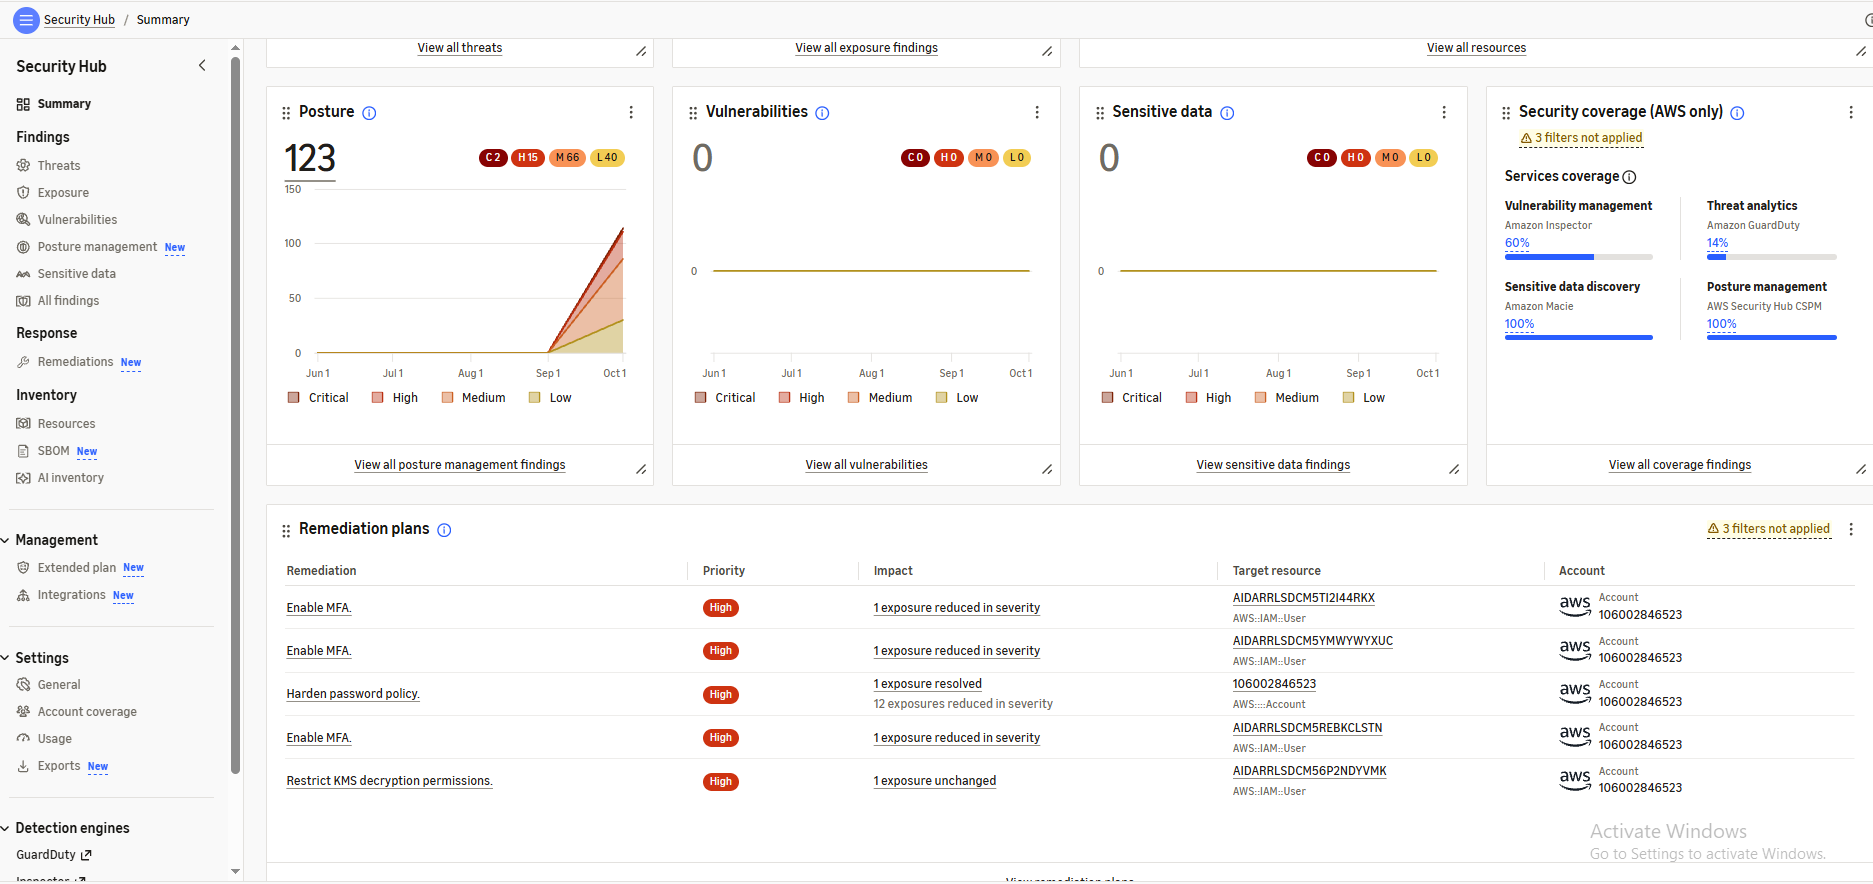 Security Hub / Summary
Security Hub
Summary
Findings
Threats
Exposure
Vulnerabilities
Posture management New
Sensitive data
All findings
Response
Remediations New
Inventory
Resources
SBOM New
AI inventory
Management
Extended plan New
Integrations New
Settings
General
Account coverage
Usage
Exports New
Detection engines
GuardDuty
Inspector
View all threats
View all exposure findings
View all resources
Posture
123
C 2 H 15 M 66 L 40
150
100
50
0
Jun 1 Jul 1 Aug 1 Sep 1 Oct 1
Critical High Medium Low
View all posture management findings
Vulnerabilities
0
C 0 H 0 M 0 L 0
0
Jun 1 Jul 1 Aug 1 Sep 1 Oct 1
Critical High Medium Low
View all vulnerabilities
Sensitive data
0
C 0 H 0 M 0 L 0
0
Jun 1 Jul 1 Aug 1 Sep 1 Oct 1
Critical High Medium Low
View sensitive data findings
Security coverage (AWS only)
3 filters not applied
Services coverage
Vulnerability management
Amazon Inspector
60%
Threat analytics
Amazon GuardDuty
14%
Sensitive data discovery
Amazon Macie
100%
Posture management
AWS Security Hub CSPM
100%
View all coverage findings
Remediation plans
3 filters not applied
Remediation Priority Impact Target resource Account
Enable MFA. High 1 exposure reduced in severity AIDARRLSDCM5TI2I44RKX aws Account
AWS::IAM::User 106002846523
Enable MFA. High 1 exposure reduced in severity AIDARRLSDCM5YMWYWYXUC aws Account
AWS::IAM::User 106002846523
Harden password policy. High 1 exposure resolved 106002846523 aws Account
12 exposures reduced in severity AWS::::Account 106002846523
Enable MFA. High 1 exposure reduced in severity AIDARRLSDCM5REBKCLSTN aws Account
AWS::IAM::User 106002846523
Restrict KMS decryption permissions. High 1 exposure unchanged AIDARRLSDCM56P2NDYVMK aws Account
AWS::IAM::User 106002846523
View remediation plans
Activate Windows
Go to Settings to activate Windows.